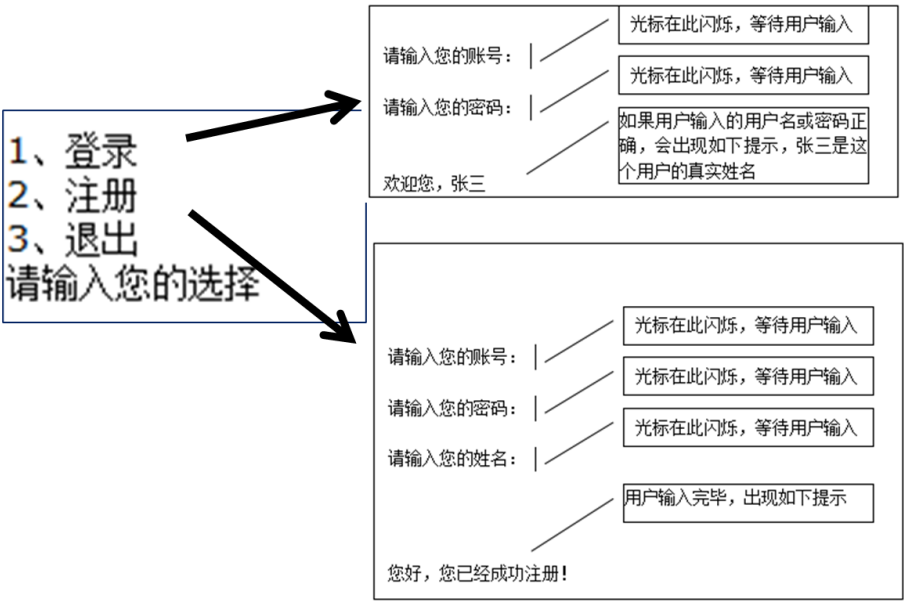 1、登录
2、注册
3、退出
请输入您的选择
光标在此闪烁，等待用户输入
请输入您的账号：
光标在此闪烁，等待用户输入
请输入您的密码：
如果用户输入的用户名或密码正
确，会出现如下提示，张三是这
个用户的真实姓名
欢迎您，张三
光标在此闪烁，等待用户输入
请输入您的账号：
光标在此闪烁，等待用户输入
请输入您的密码：
光标在此闪烁，等待用户输入
请输入您的姓名：
用户输入完毕，出现如下提示
您好，您已经成功注册!